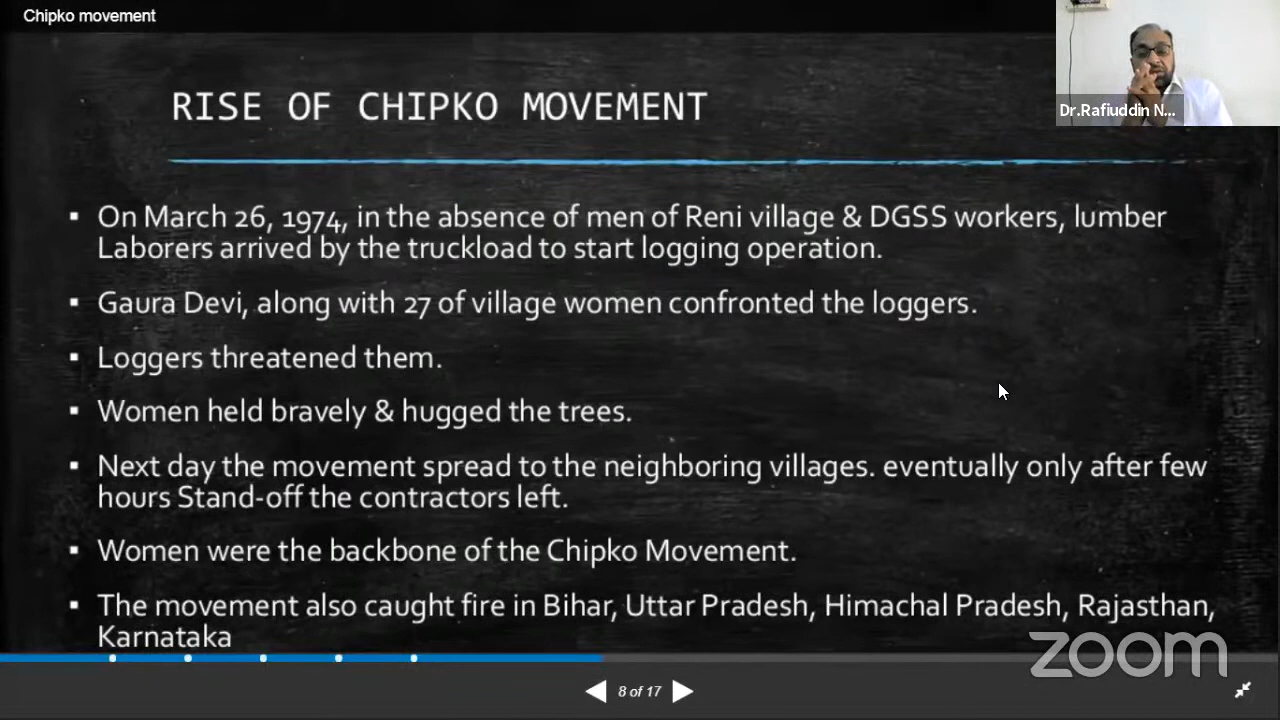 Chipko movement
Dr.Rafiuddin N...
RISE OF CHIPKO MOVEMENT
▪ On March 26, 1974, in the absence of men of Reni village & DGSS workers, lumber
Laborers arrived by the truckload to start logging operation.
▪ Gaura Devi, along with 27 of village women confronted the loggers.
▪ Loggers threatened them.
▪ Women held bravely & hugged the trees.
▪ Next day the movement spread to the neighboring villages. eventually only after few
hours Stand-off the contractors left.
▪ Women were the backbone of the Chipko Movement.
▪ The movement also caught fire in Bihar, Uttar Pradesh, Himachal Pradesh, Rajasthan,
Karnataka
zoom
8 of 17